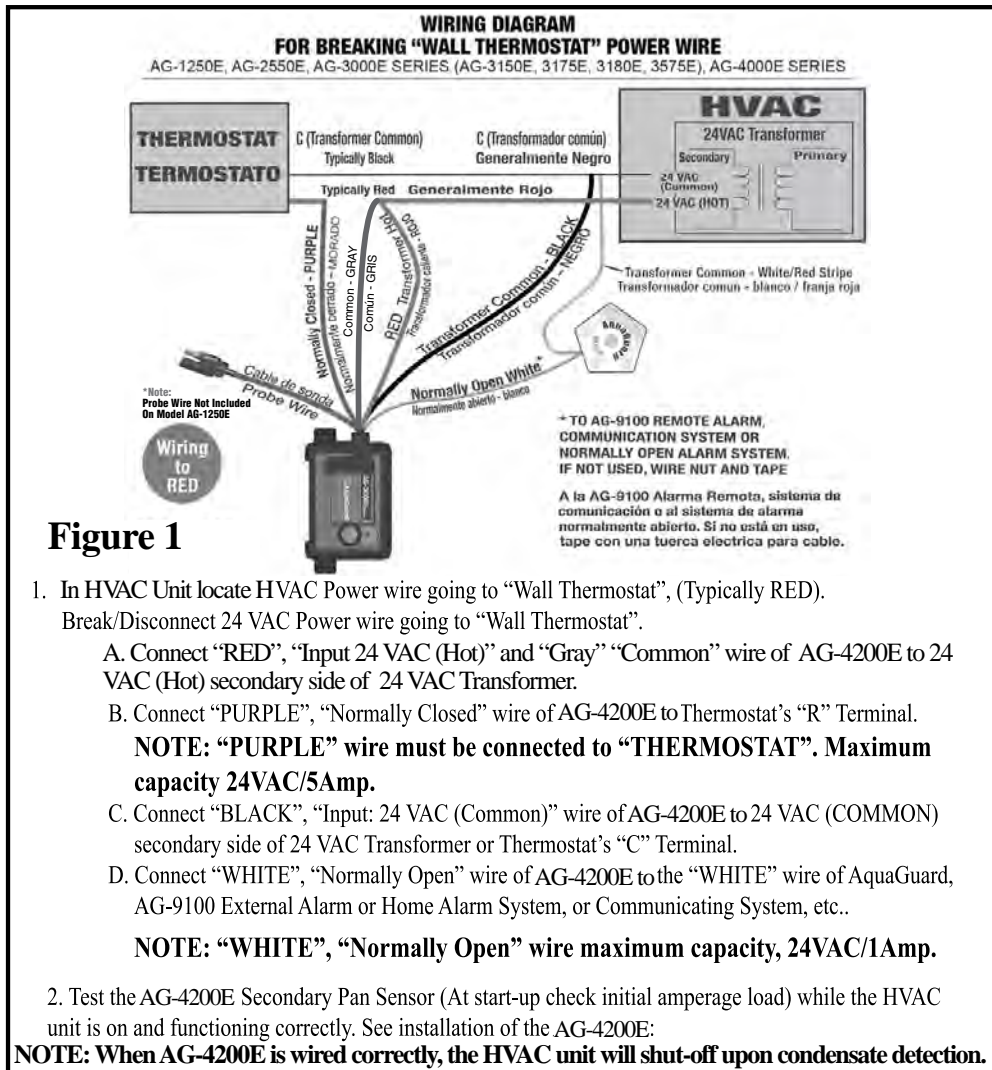 WIRING DIAGRAM
FOR BREAKING “WALL THERMOSTAT” POWER WIRE
AG-1250E, AG-2550E, AG-3000E SERIES (AG-3150E, 3175E, 3180E, 3575E), AG-4000E SERIES
THERMOSTAT
TERMOSTATO
C (Transformer Common)
Typically Black
C (Transformador común)
Generalmente Negro
HVAC
24VAC Transformer
Secondary
Primary
24 VAC
(Common)
24 VAC (HOT)
Typically Red Generalmente Rojo
Normally Closed - PURPLE
Normalmente cerrado - MORADO
Common - GRAY
Común - GRIS
RED Transformer Hot
Transformador caliente - ROJO
Transformer Common - BLACK
Transformador común - NEGRO
Transformer Common - White/Red Stripe
Transformador comun - blanco / franja roja
AquaGuard
Normally Open White*
Normalmente abierto - blanco
Cable de sonda
Probe Wire
*Note:
Probe Wire Not Included
On Model AG-1250E
Wiring
to
RED
* TO AG-9100 REMOTE ALARM,
COMMUNICATION SYSTEM OR
NORMALLY OPEN ALARM SYSTEM.
IF NOT USED, WIRE NUT AND TAPE
A la AG-9100 Alarma Remota, sistema de
comunicación o al sistema de alarma
normalmente abierto. Si no está en uso,
tape con una tuerca electrica para cable.
Figure 1
1. In HVAC Unit locate HVAC Power wire going to “Wall Thermostat”, (Typically RED).
Break/Disconnect 24 VAC Power wire going to “Wall Thermostat”.
A. Connect “RED”, “Input 24 VAC (Hot)” and “Gray” “Common” wire of AG-4200E to 24
VAC (Hot) secondary side of 24 VAC Transformer.
B. Connect “PURPLE”, “Normally Closed” wire of AG-4200E to Thermostat’s “R” Terminal.
NOTE: “PURPLE” wire must be connected to “THERMOSTAT”. Maximum
capacity 24VAC/5Amp.
C. Connect “BLACK”, “Input: 24 VAC (Common)” wire of AG-4200E to 24 VAC (COMMON)
secondary side of 24 VAC Transformer or Thermostat’s “C” Terminal.
D. Connect “WHITE”, “Normally Open” wire of AG-4200E to the “WHITE” wire of AquaGuard,
AG-9100 External Alarm or Home Alarm System, or Communicating System, etc..
NOTE: “WHITE”, “Normally Open” wire maximum capacity, 24VAC/1Amp.
2. Test the AG-4200E Secondary Pan Sensor (At start-up check initial amperage load) while the HVAC
unit is on and functioning correctly. See installation of the AG-4200E:
NOTE: When AG-4200E is wired correctly, the HVAC unit will shut-off upon condensate detection.